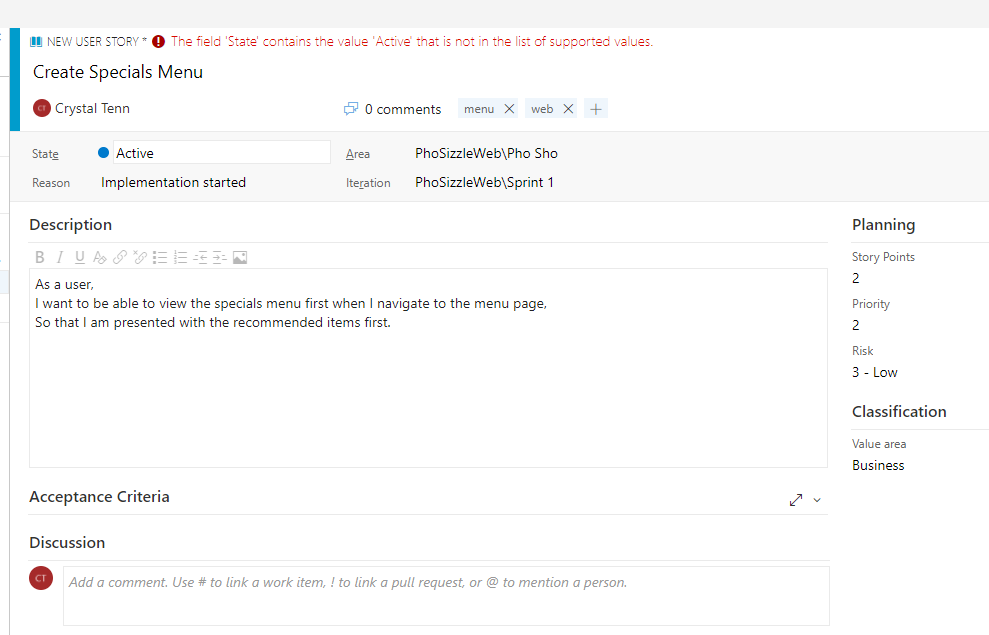 NEW USER STORY * The field 'State' contains the value 'Active' that is not in the list of supported values.
Create Specials Menu
CT Crystal Tenn 0 comments menu web
State Active Area PhoSizzleWeb\Pho Sho
Reason Implementation started Iteration PhoSizzleWeb\Sprint 1
Description
B I U
As a user,
I want to be able to view the specials menu first when I navigate to the menu page,
So that I am presented with the recommended items first.
Acceptance Criteria
Discussion
CT Add a comment. Use # to link a work item, ! to link a pull request, or @ to mention a person.
Planning
Story Points
2
Priority
2
Risk
3 - Low
Classification
Value area
Business